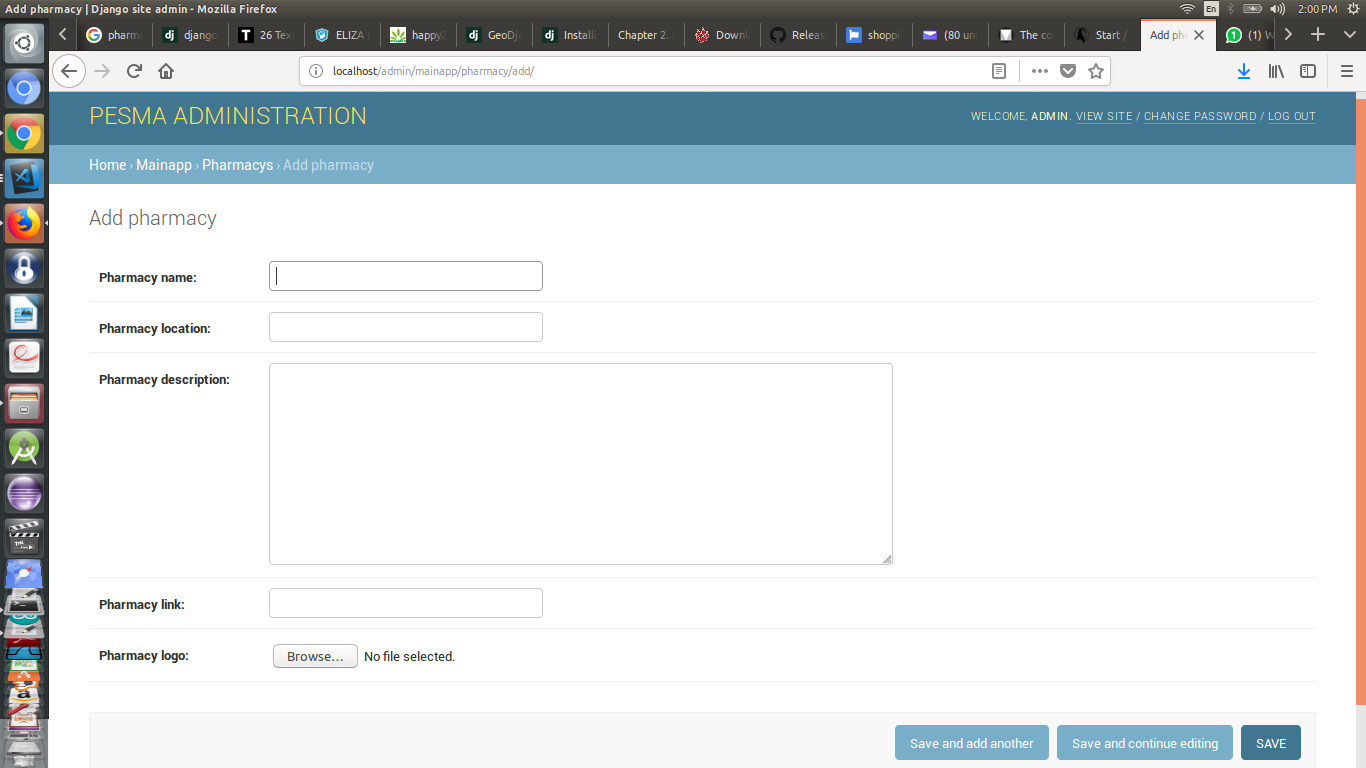 Add pharmacy | Django site admin - Mozilla Firefox
En
2:00 PM
pharm
django
26 Tex
ELIZA
happy2
GeoDj
Installi
Chapter 2.
Downl
Releas
shoppi
(80 un
The co
Start /
Add ph
(1) W
localhost/admin/mainapp/pharmacy/add/
PESMA ADMINISTRATION
WELCOME, ADMIN. VIEW SITE / CHANGE PASSWORD / LOG OUT
Home › Mainapp › Pharmacys › Add pharmacy
Add pharmacy
Pharmacy name:
Pharmacy location:
Pharmacy description:
Pharmacy link:
Pharmacy logo:
Browse... No file selected.
Save and add another
Save and continue editing
SAVE